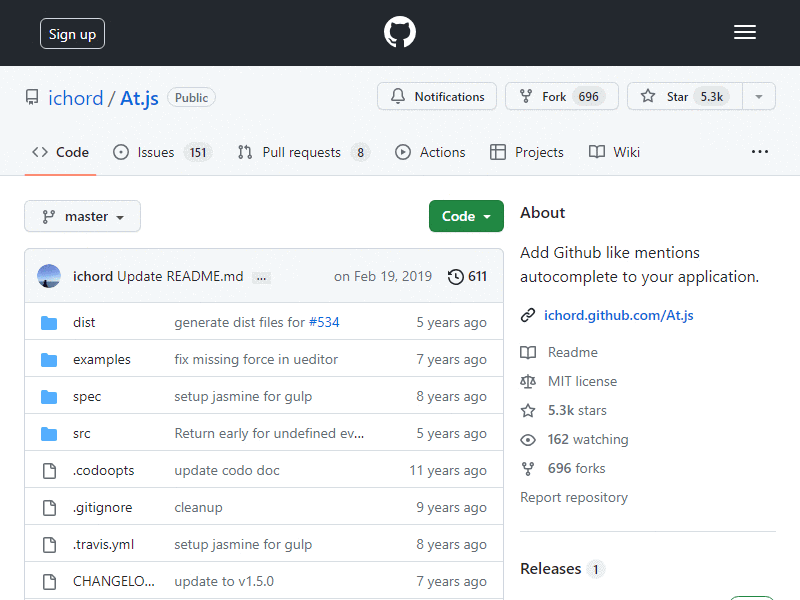 Sign up
ichord / At.js Public
Notifications Fork 696 Star 5.3k
Code Issues 151 Pull requests 8 Actions Projects Wiki ...
master Code
ichord Update README.md ... on Feb 19, 2019 611
dist generate dist files for #534 5 years ago
examples fix missing force in ueditor 7 years ago
spec setup jasmine for gulp 8 years ago
src Return early for undefined ev... 5 years ago
.codoopts update codo doc 11 years ago
.gitignore cleanup 9 years ago
.travis.yml setup jasmine for gulp 8 years ago
CHANGELO... update to v1.5.0 7 years ago
About
Add Github like mentions
autocomplete to your application.
ichord.github.com/At.js
Readme
MIT license
5.3k stars
162 watching
696 forks
Report repository
Releases 1